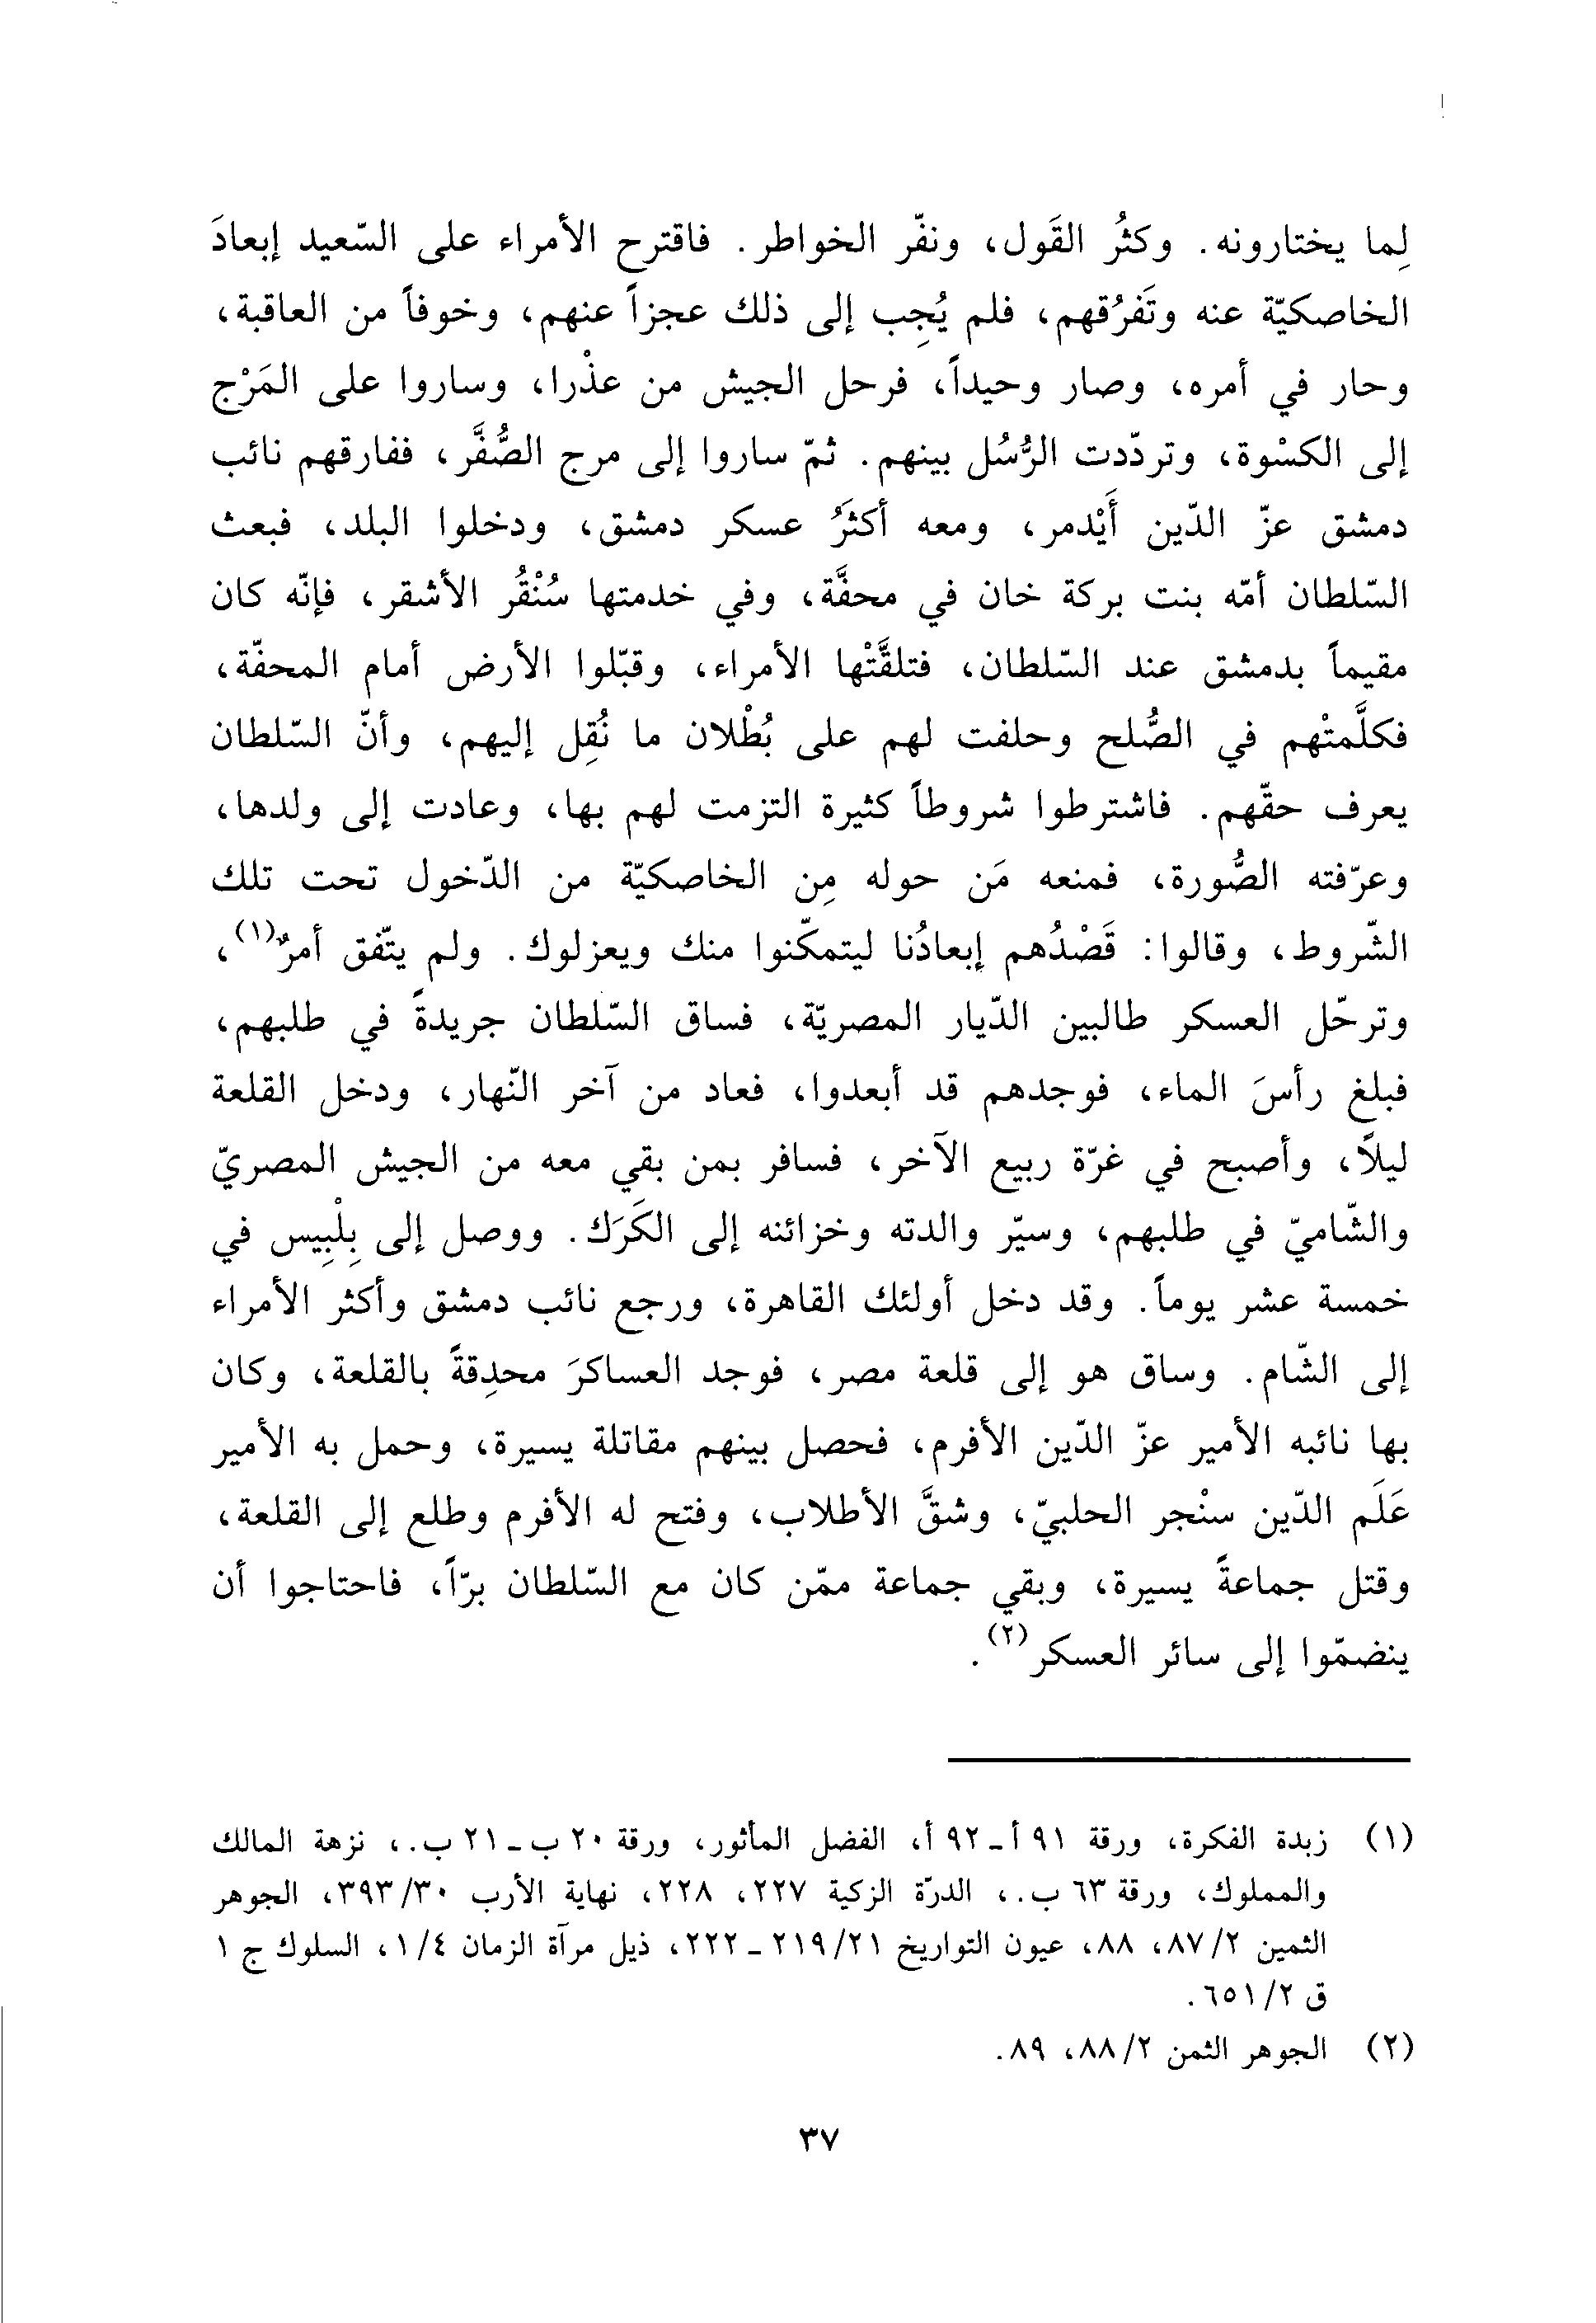 لِما يختارونه. وكثُر القَول، ونفّر الخواطر. فاقترح الأمراء على السّعيد إبعادَ
الخاصكيّة عنه وتَفرُقهم، فلم يُجِب إلى ذلك عجزاً عنهم، وخوفاً من العاقبة،
وحار في أمره، وصار وحيداً، فرحل الجيش من عذْرا، وساروا على المَرْج
إلى الكسْوة، وتردّدت الرُّسُل بينهم. ثمّ ساروا إلى مرج الصُّفَّر، ففارقهم نائب
دمشق عزّ الدّين أَيْدمر، ومعه أكثَرُ عسكر دمشق، ودخلوا البلد، فبعث
السّلطان أمّه بنت بركة خان في محفَّة، وفي خدمتها سُنْقُر الأشقر، فإنّه كان
مقيماً بدمشق عند السّلطان، فتلقَّتْها الأمراء، وقبّلوا الأرض أمام المحفّة،
فكلَّمتْهم في الصُّلح وحلفت لهم على بُطْلان ما نُقِل إليهم، وأنّ السّلطان
يعرف حقّهم. فاشترطوا شروطاً كثيرة التزمت لهم بها، وعادت إلى ولدها،
وعرّفته الصُّورة، فمنعه مَن حوله مِن الخاصكيّة من الدّخول تحت تلك
الشّروط، وقالوا: قَصْدُهم إبعادُنا ليتمكّنوا منك ويعزلوك. ولم يتّفق أمرٌ(١)،
وترحّل العسكر طالبين الدّيار المصريّة، فساق السّلطان جريدةً في طلبهم،
فبلغ رأسَ الماء، فوجدهم قد أبعدوا، فعاد من آخر النّهار، ودخل القلعة
ليلاً، وأصبح في غرّة ربيع الآخر، فسافر بمن بقي معه من الجيش المصريّ
والشّاميّ في طلبهم، وسيّر والدته وخزائنه إلى الكَرَك. ووصل إلى بِلْبِيس في
خمسة عشر يوماً. وقد دخل أولئك القاهرة، ورجع نائب دمشق وأكثر الأمراء
إلى الشّام. وساق هو إلى قلعة مصر، فوجد العساكرَ محدِقةً بالقلعة، وكان
بها نائبه الأمير عزّ الدّين الأفرم، فحصل بينهم مقاتلة يسيرة، وحمل به الأمير
عَلَم الدّين سنْجر الحلبيّ، وشقَّ الأطلاب، وفتح له الأفرم وطلع إلى القلعة،
وقتل جماعةً يسيرة، وبقي جماعة ممّن كان مع السّلطان برّاً، فاحتاجوا أن
ينضمّوا إلى سائر العسكر(٢).
(١) زبدة الفكرة، ورقة ٩١ أ ـ ٩٢ أ، الفضل المأثور، ورقة ٢٠ ب ـ ٢١ ب.، نزهة المالك
والمملوك، ورقة ٦٣ ب.، الدرّة الزكية ٢٢٧، ٢٢٨، نهاية الأرب ٣٩٣/٣٠، الجوهر
الثمين ٨٧/٢، ٨٨، عيون التواريخ ٢١٩/٢١ ـ ٢٢٢، ذيل مرآة الزمان ١/٤، السلوك ج ١
ق ٦٥١/٢.
(٢) الجوهر الثمن ٨٨/٢، ٨٩.
٣٧